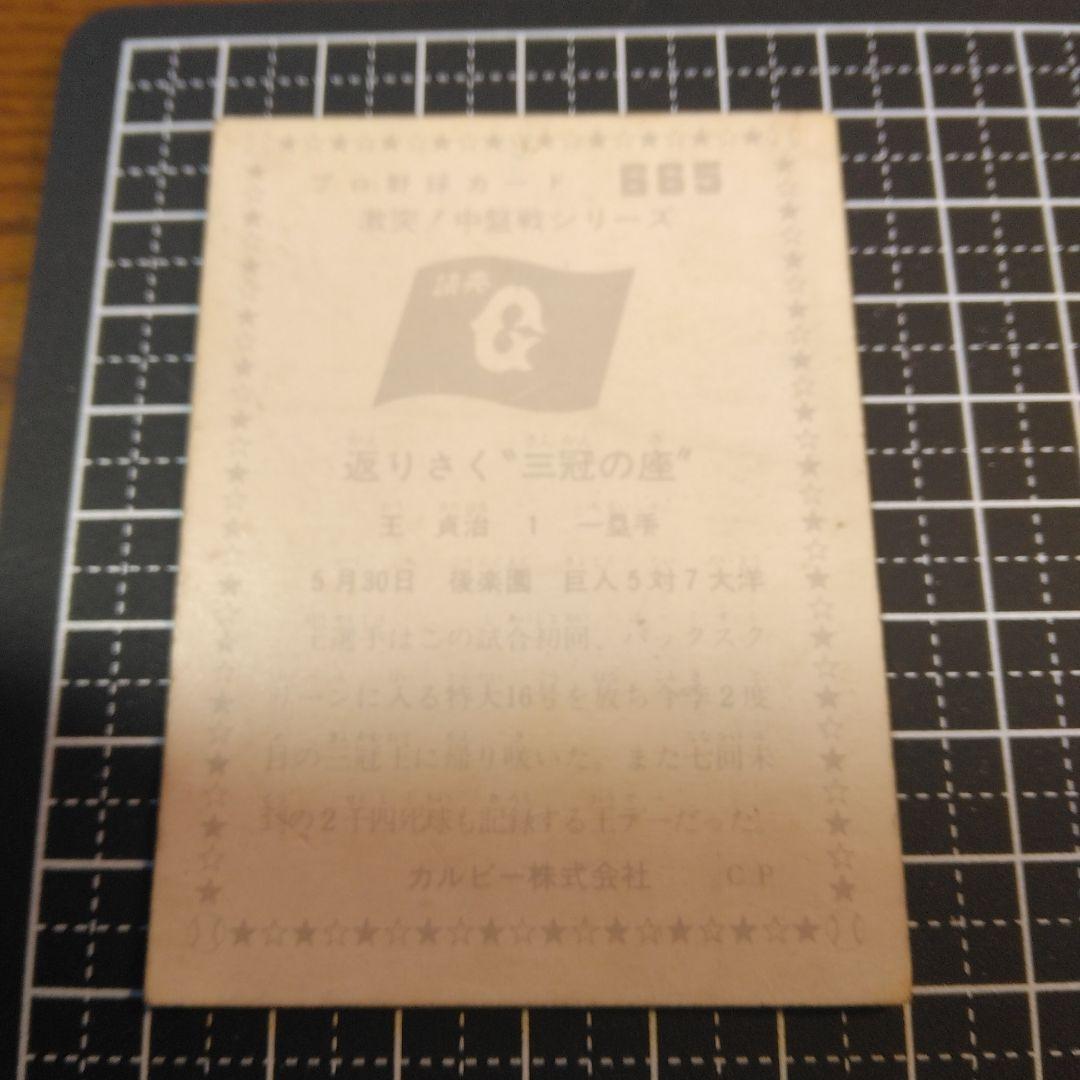 プロ野球カード 665
激突！中盤戦シリーズ
G
返りさく"三冠の座"
王 貞治 1 一塁手
5月30日 後楽園 巨人5対7大洋
王選手はこの試合初回、バックスク
リーンに入る特大16号を放ち今季2度
目の三冠王に帰り咲いた。また七回末
の2千四死球も記録する王デーだった。
カルビー株式会社 CP